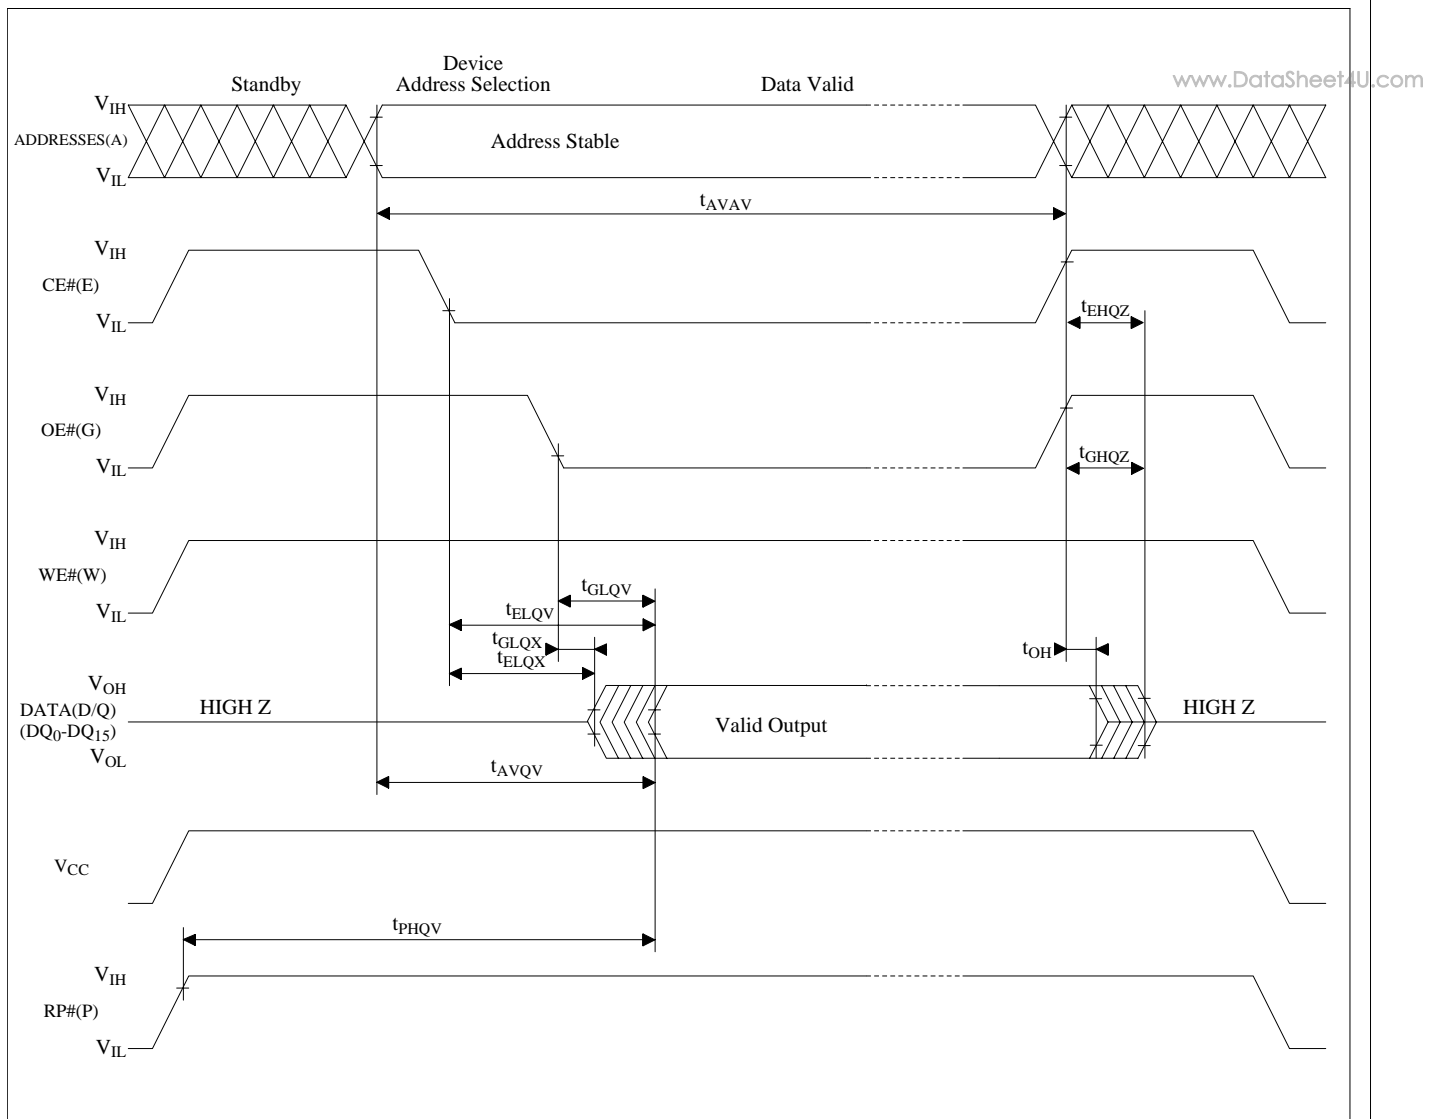 Device
Standby Address Selection Data Valid
www.DataSheet4U.com
VIH
ADDRESSES(A)
Address Stable
VIL
tAVAV
VIH
CE#(E)
tEHQZ
VIL
VIH
OE#(G)
tGHQZ
VIL
VIH
WE#(W)
tGLQV
VIL
tELQV
tGLQX
tOH
tELQX
VOH
DATA(D/Q)
HIGH Z
HIGH Z
(DQ0-DQ15)
Valid Output
VOL
tAVQV
VCC
tPHQV
VIH
RP#(P)
VIL